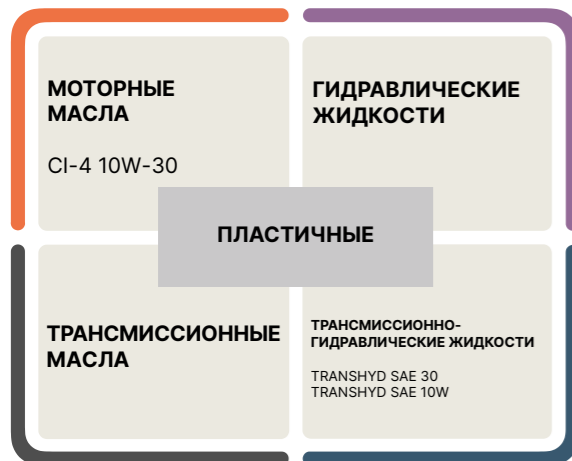 МОТОРНЫЕ
МАСЛА
CI-4 10W-30
ГИДРАВЛИЧЕСКИЕ
ЖИДКОСТИ
ПЛАСТИЧНЫЕ
ТРАНСМИССИОННЫЕ
МАСЛА
ТРАНСМИССИОННО-
ГИДРАВЛИЧЕСКИЕ ЖИДКОСТИ
TRANSHYD SAE 30
TRANSHYD SAE 10W